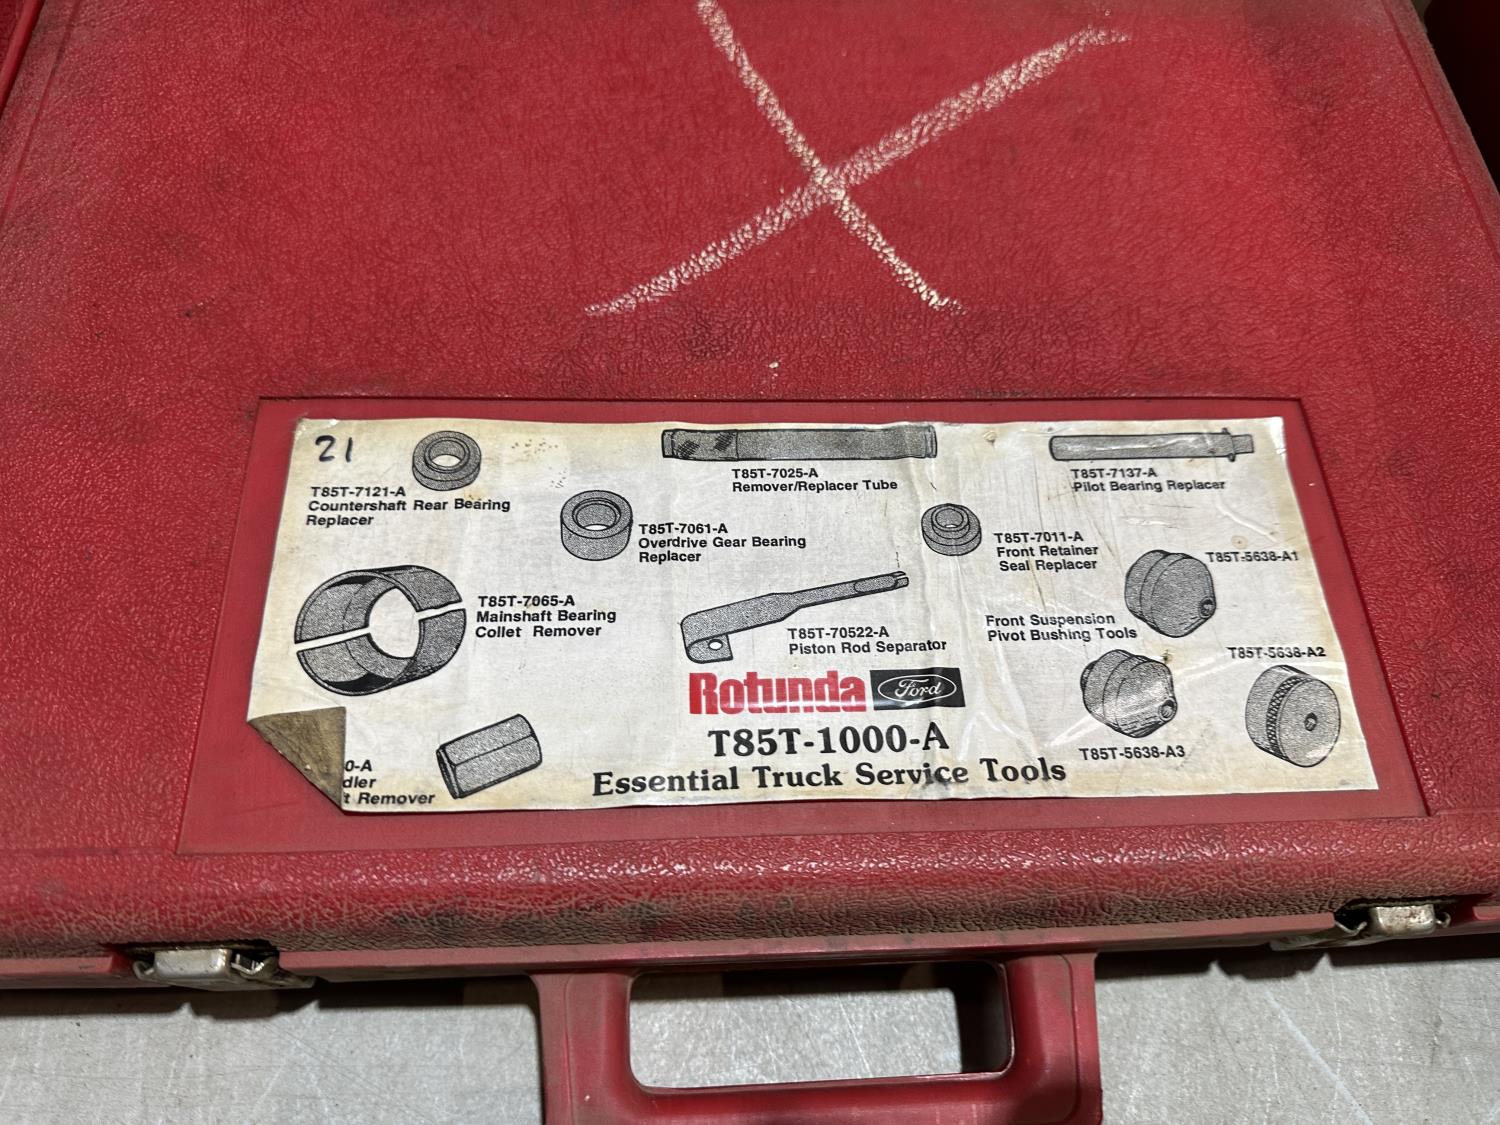 21
T85T-7121-A
Countershaft Rear Bearing
Replacer
T85T-7025-A
Remover/Replacer Tube
T85T-7137-A
Pilot Bearing Replacer
T85T-7061-A
Overdrive Gear Bearing
Replacer
T85T-7011-A
Front Retainer
Seal Replacer
T85T-5638-A1
T85T-7065-A
Mainshaft Bearing
Collet Remover
T85T-70522-A
Piston Rod Separator
Front Suspension
Pivot Bushing Tools
T85T-5638-A2
T85T-5638-A3
0-A
dler
t Remover
Rotunda Ford
T85T-1000-A
Essential Truck Service Tools